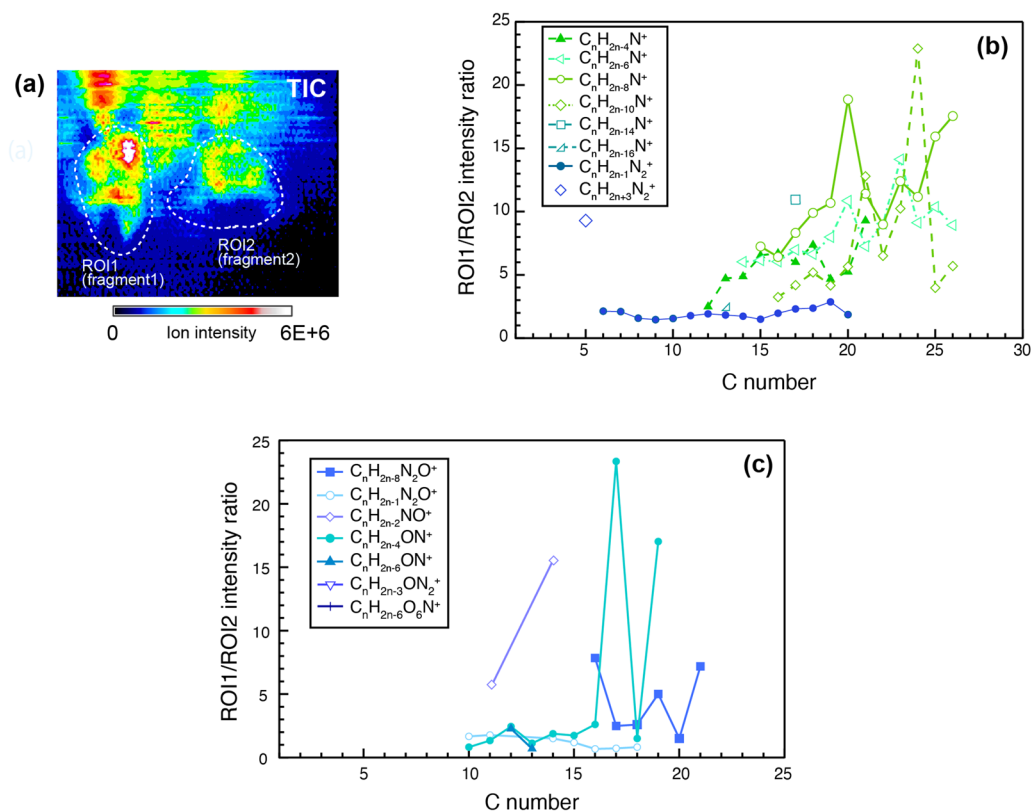 (a)
(a)
TIC
ROI1
(fragment1)
ROI2
(fragment2)
0 Ion intensity 6E+6
(b)
ROI1/ROI2 intensity ratio
25
20
15
10
5
0
CₙH₂ₙ₋₄N⁺
CₙH₂ₙ₋₆N⁺
CₙH₂ₙ₋₈N⁺
CₙH₂ₙ₋₁₀N⁺
CₙH₂ₙ₋₁₄N⁺
CₙH₂ₙ₋₁₆N⁺
CₙH₂ₙ₋₁N₂⁺
CₙH₂ₙ₊₃N₂⁺
5 10 15 20 25 30
C number
(c)
ROI1/ROI2 intensity ratio
25
20
15
10
5
0
CₙH₂ₙ₋₈N₂O⁺
CₙH₂ₙ₋₁N₂O⁺
CₙH₂ₙ₋₂NO⁺
CₙH₂ₙ₋₄ON⁺
CₙH₂ₙ₋₆ON⁺
CₙH₂ₙ₋₃ON₂⁺
CₙH₂ₙ₋₆O₆N⁺
5 10 15 20 25
C number